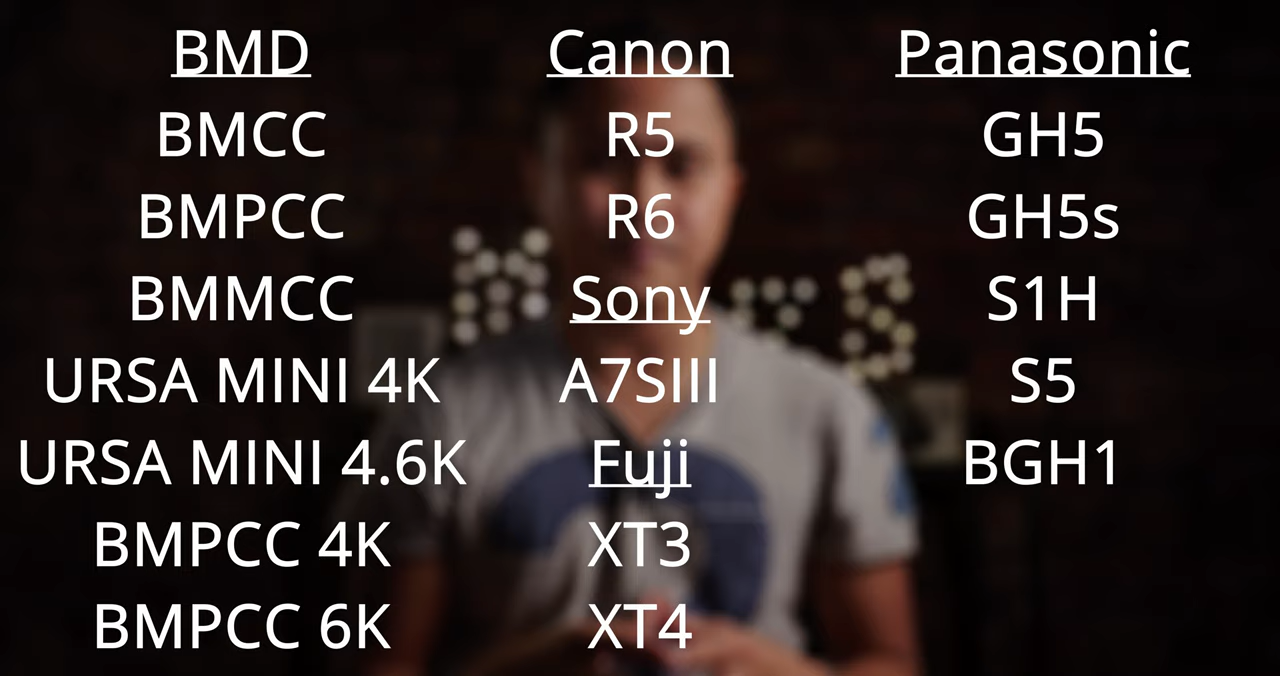 BMD
BMCC
BMPCC
BMMCC
URSA MINI 4K
URSA MINI 4.6K
BMPCC 4K
BMPCC 6K
Canon
R5
R6
Sony
A7SIII
Fuji
XT3
XT4
Panasonic
GH5
GH5s
S1H
S5
BGH1